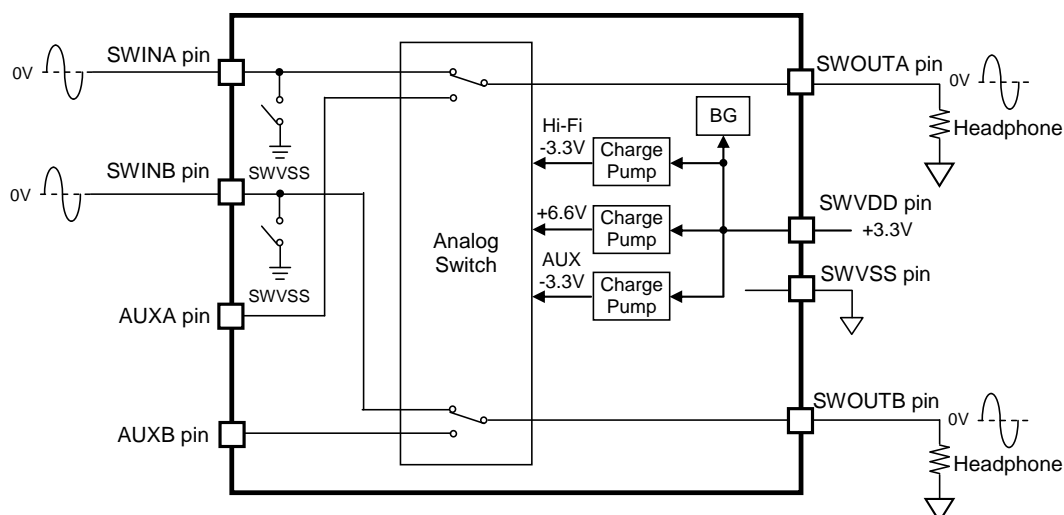 SWINA pin
0V
SWVSS
SWINB pin
0V
SWVSS
AUXA pin
AUXB pin
Analog
Switch
Hi-Fi
-3.3V
Charge
Pump
+6.6V
Charge
Pump
AUX
-3.3V
Charge
Pump
BG
SWOUTA pin
0V
Headphone
SWVDD pin
+3.3V
SWVSS pin
SWOUTB pin
0V
Headphone